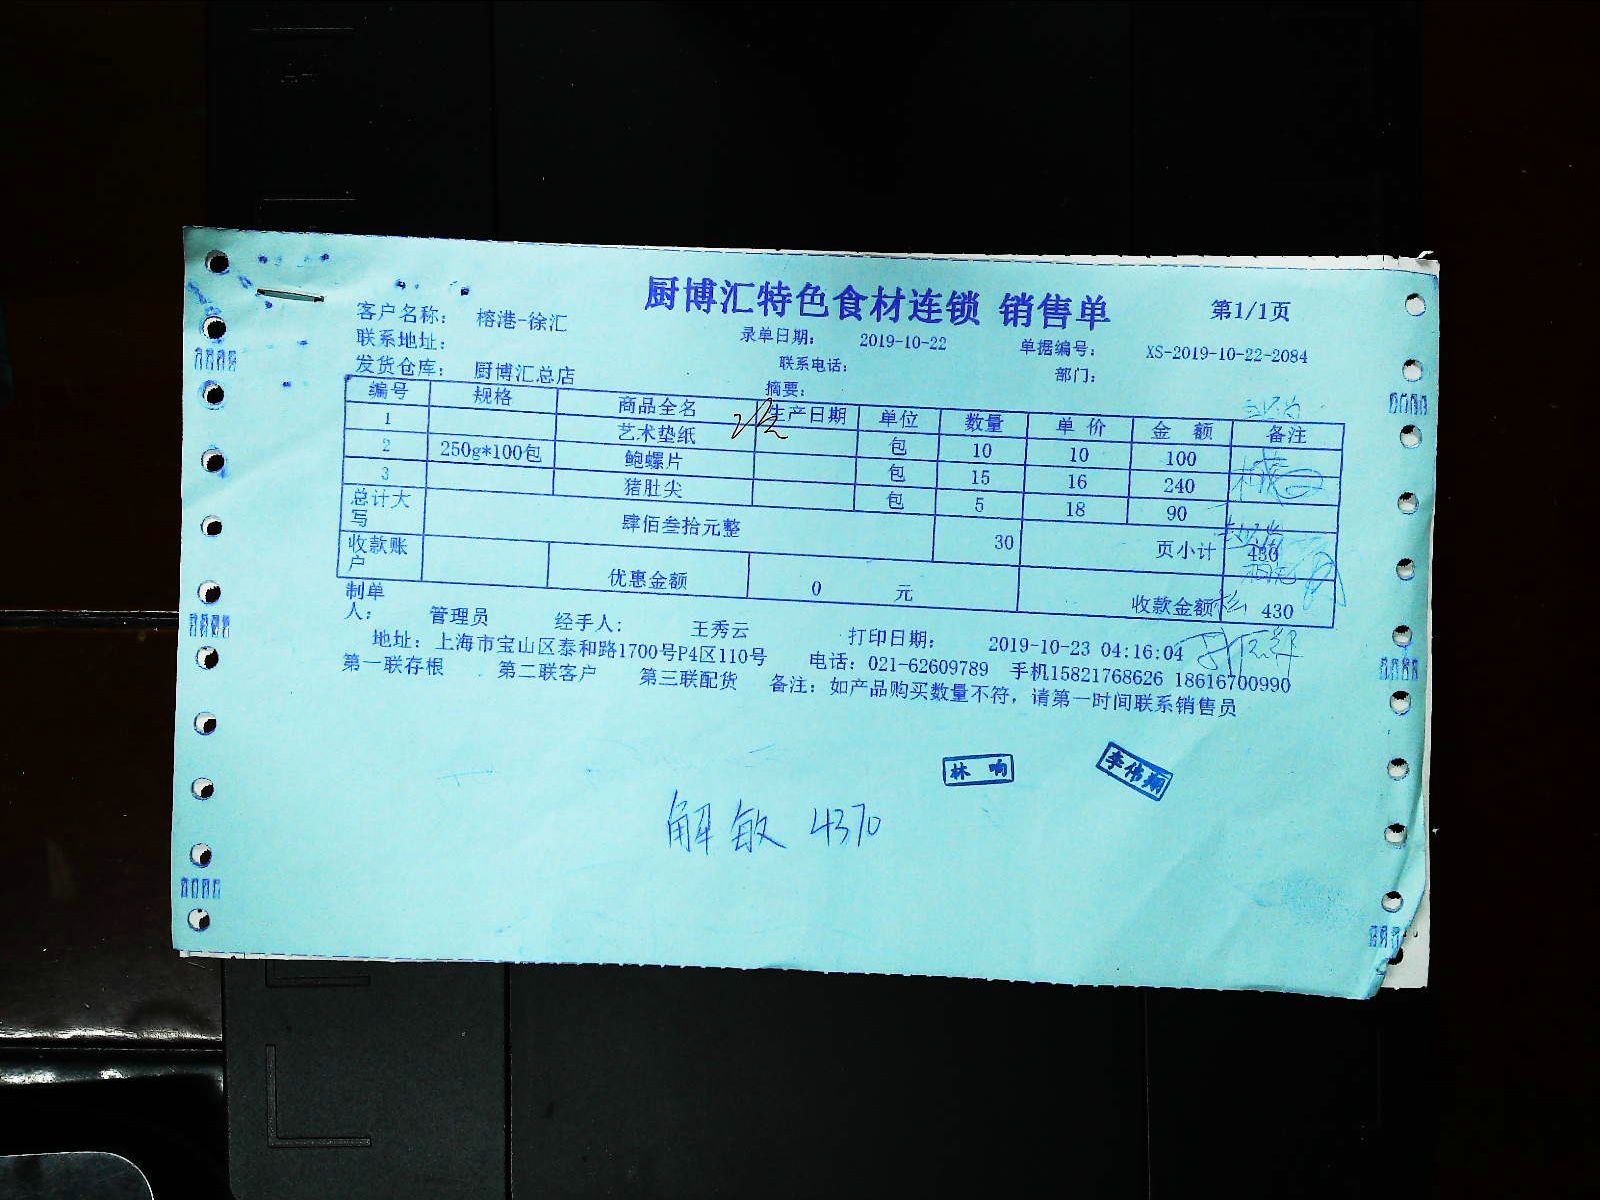 厨博汇特色食材连锁 销售单 第1/1页
客户名称： 榕港-徐汇 录单日期： 2019-10-22 单据编号： XS-2019-10-22-2084
联系地址： 联系电话： 部门：
发货仓库： 厨博汇总店 摘要：
编号 规格 商品全名 生产日期 单位 数量 单价 金额 备注
1 艺术垫纸 包 10 10 100
2 250g*100包 鲍螺片 包 15 16 240
3 猪肚尖 包 5 18 90
总计大写 肆佰叁拾元整 30 页小计 430
收款账户 优惠金额 0 元 收款金额 430
制单人： 管理员 经手人： 王秀云 打印日期： 2019-10-23 04:16:04
地址：上海市宝山区泰和路1700号P4区110号 电话：021-62609789 手机15821768626 18616700990
第一联存根 第二联客户 第三联配货 备注：如产品购买数量不符，请第一时间联系销售员
林响
解敏 4370